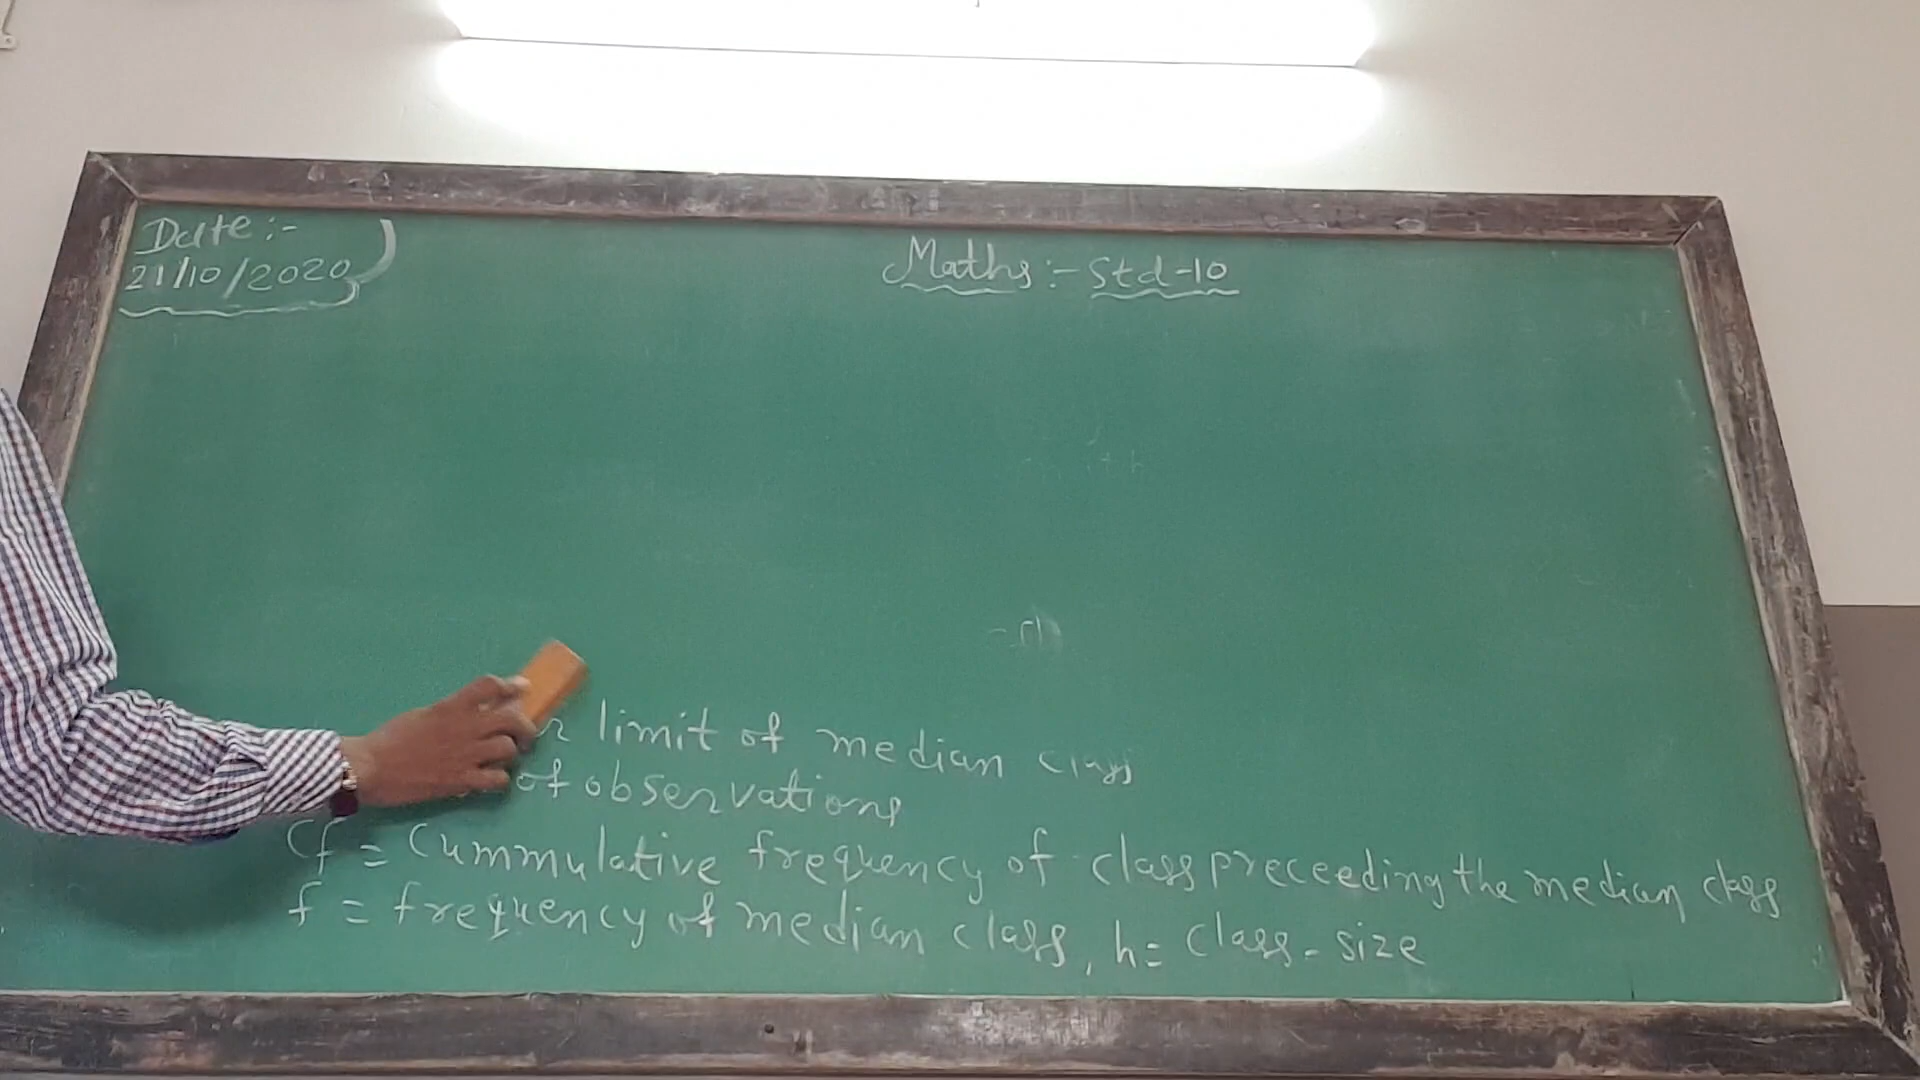 Date:-
21/10/2020
Maths:- Std-10
limit of median class
of observations
Cf = Cummulative frequency of class preceeding the median class
f = frequency of median class, h= class-size